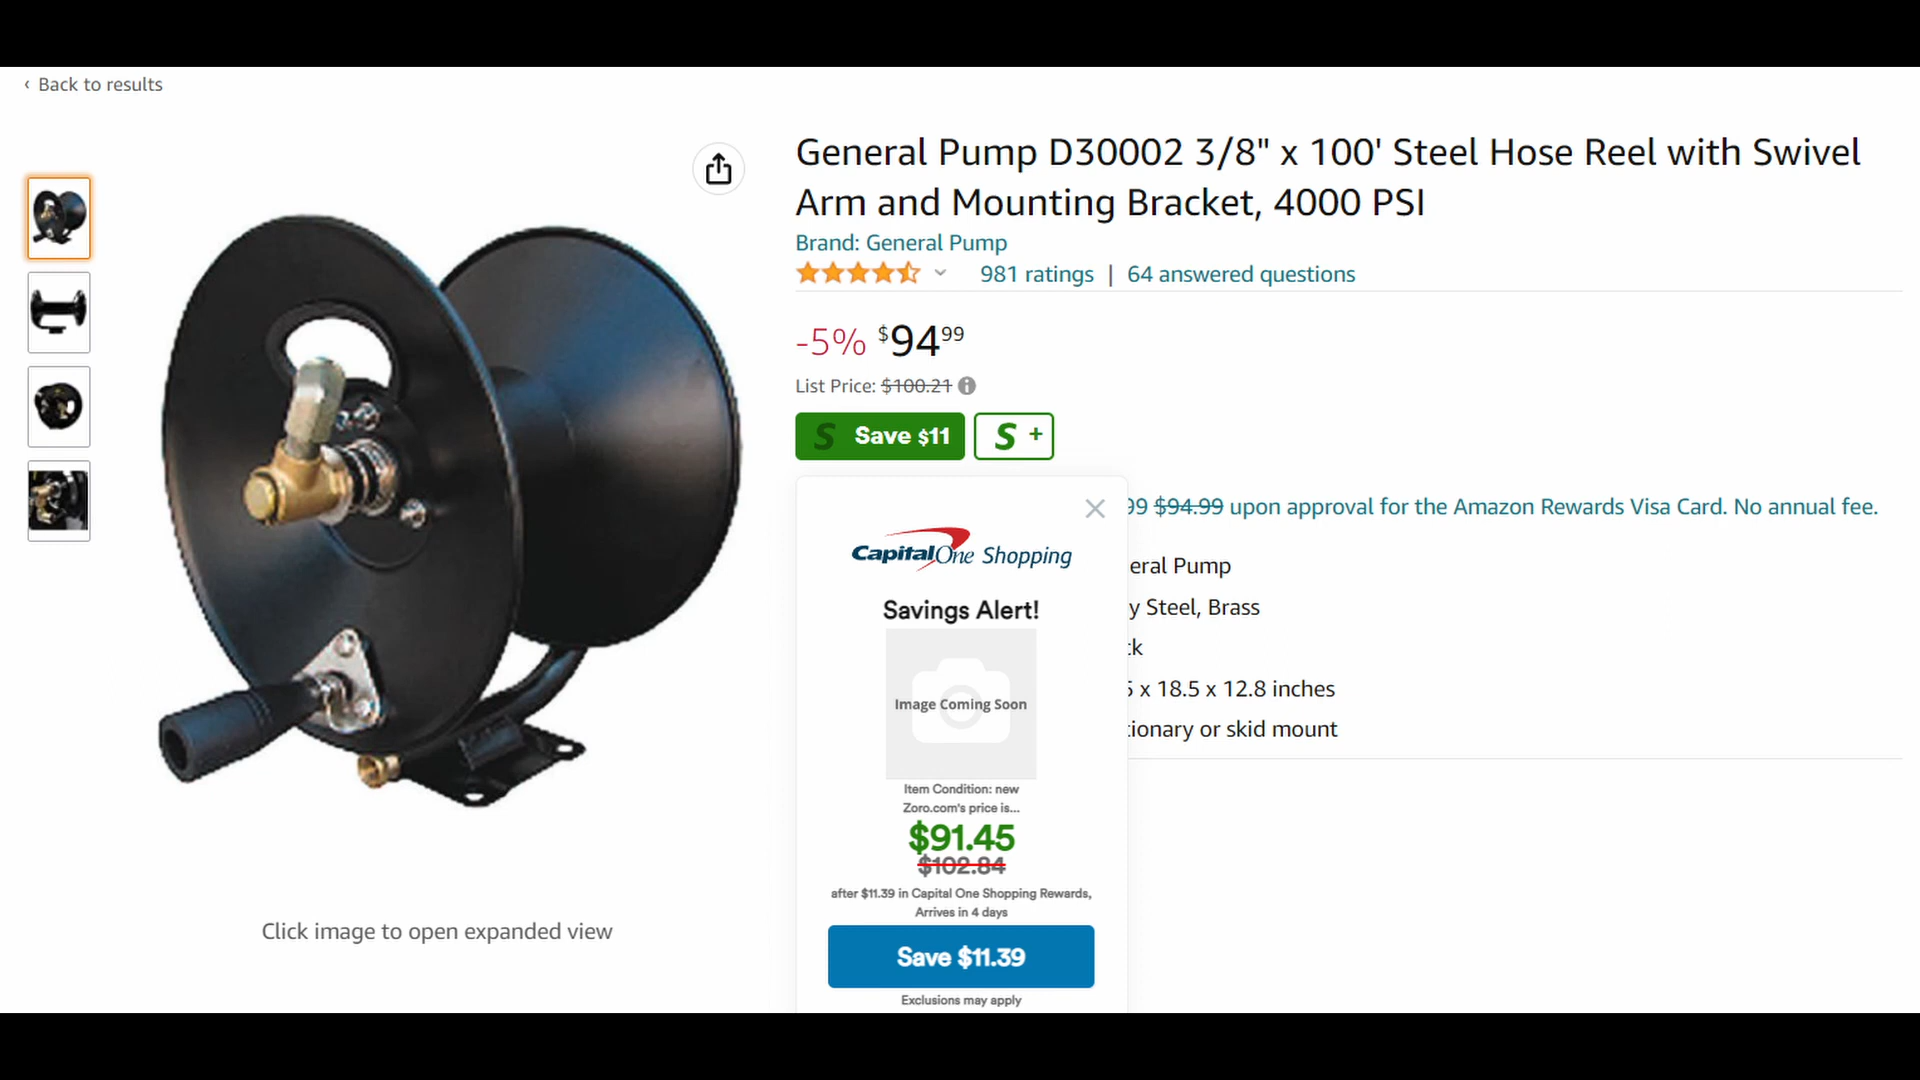 ‹ Back to results
General Pump D30002 3/8" x 100' Steel Hose Reel with Swivel
Arm and Mounting Bracket, 4000 PSI
Brand: General Pump
981 ratings | 64 answered questions
-5% $9499
List Price: $100.21
S Save $11 S +
99 $94.99 upon approval for the Amazon Rewards Visa Card. No annual fee.
eral Pump
y Steel, Brass
x 18.5 x 12.8 inches
tionary or skid mount
CapitalOne Shopping
Savings Alert!
Image Coming Soon
Item Condition: new
Zoro.com's price is...
$91.45
$102.84
after $11.39 in Capital One Shopping Rewards,
Arrives in 4 days
Save $11.39
Exclusions may apply
Click image to open expanded view